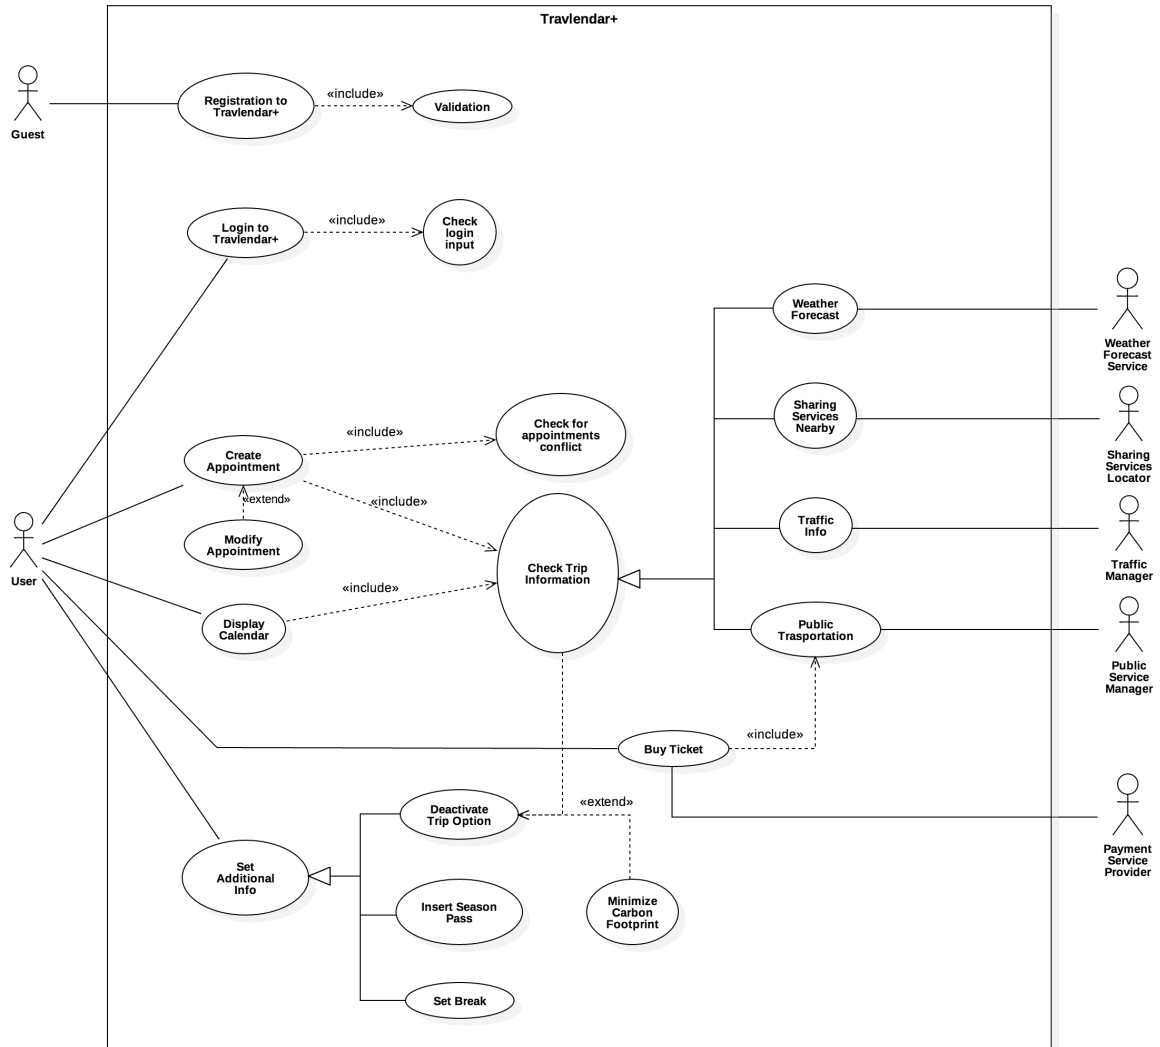 Travlendar+
Guest
Registration to
Travlendar+
«include»
Validation
Login to
Travlendar+
«include»
Check
login
input
Weather
Forecast
Weather
Forecast
Service
Sharing
Services
Nearby
Sharing
Services
Locator
Create
Appointment
«include»
Check for
appointments
conflict
«extend»
«include»
Modify
Appointment
User
Check Trip
Information
Traffic
Info
Traffic
Manager
Display
Calendar
«include»
Public
Trasportation
Public
Service
Manager
Buy Ticket
«include»
Deactivate
Trip Option
«extend»
Payment
Service
Provider
Set
Additional
Info
Insert Season
Pass
Minimize
Carbon
Footprint
Set Break